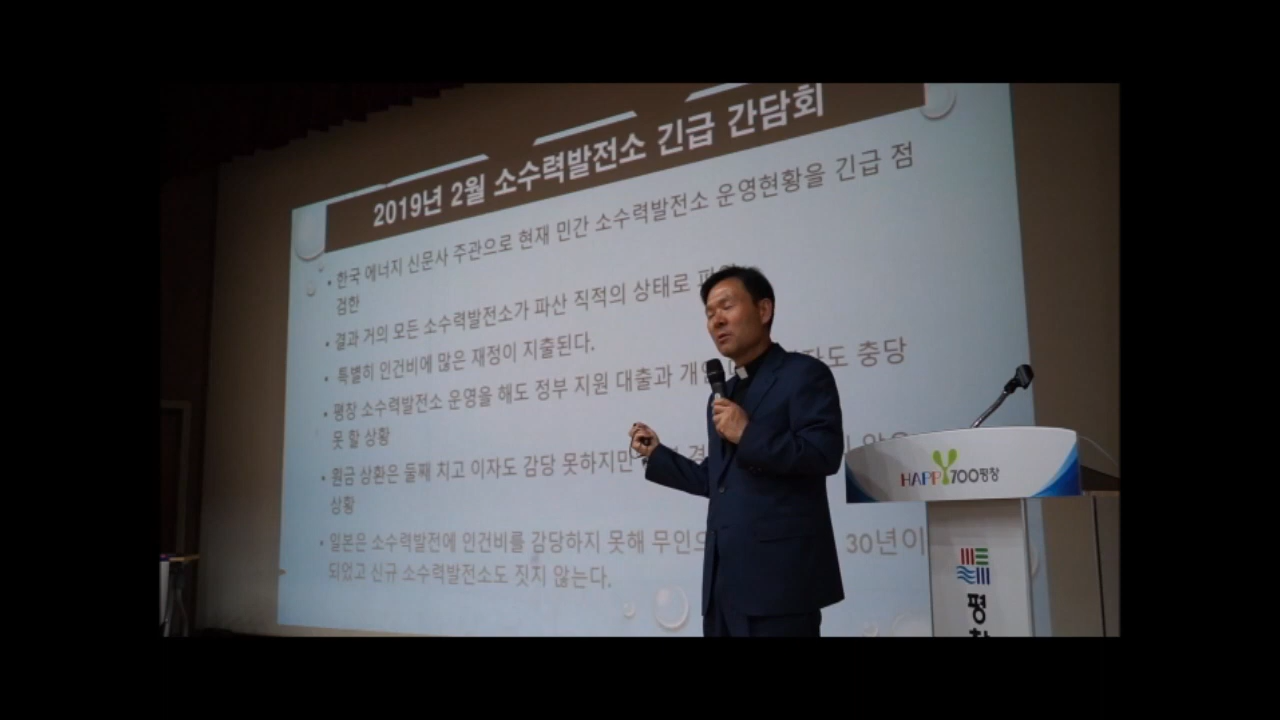 2019년 2월 소수력발전소 긴급 간담회
• 한국 에너지 신문사 주관으로 현재 민간 소수력발전소 운영현황을 긴급 점
검한
• 결과 거의 모든 소수력발전소가 파산 직적의 상태로
• 특별히 인건비에 많은 재정이 지출된다.
• 평창 소수력발전소 운영을 해도 정부 지원 대출과 충당
못 할 상황
• 원금 상환은 둘째 치고 이자도 감당 못하지만
상황
• 일본은 소수력발전에 인건비를 감당하지 못해 30년이
되었고 신규 소수력발전소도 짓지 않는다.
HAPPY700평창
평창